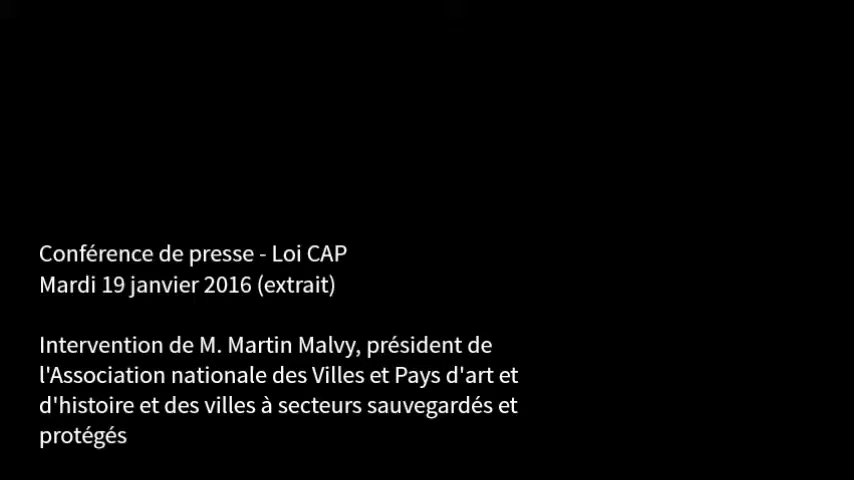 Conférence de presse - Loi CAP
Mardi 19 janvier 2016 (extrait)
Intervention de M. Martin Malvy, président de
l'Association nationale des Villes et Pays d'art et
d'histoire et des villes à secteurs sauvegardés et
protégés